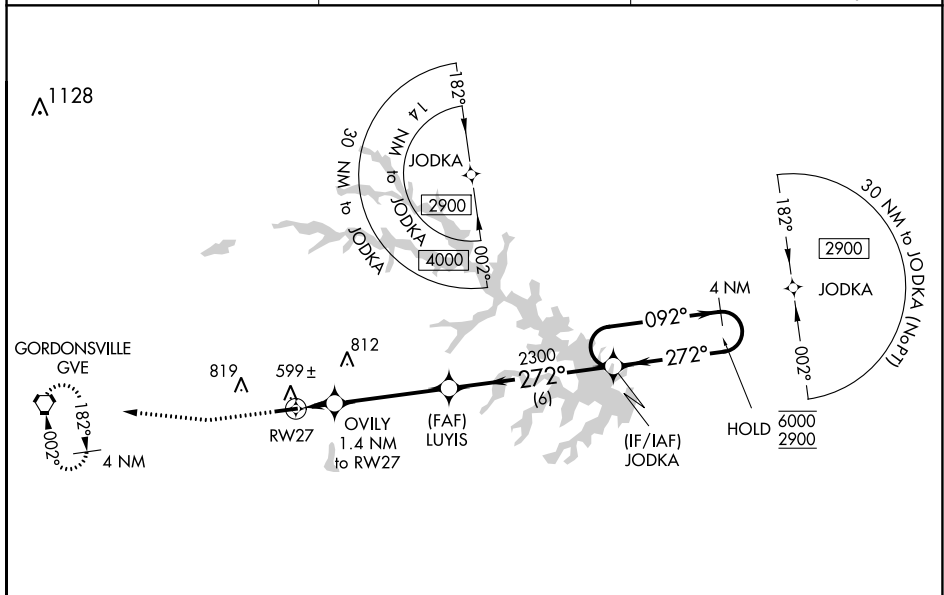 1128
182°
14 NM to JODKA
30 NM to JODKA
JODKA
2900
4000
002°
182°
30 NM to JODKA (NoPT)
2900
JODKA
002°
4 NM
092°
272°
HOLD 6000
2900
GORDONSVILLE
GVE
182°
002°
4 NM
819
599 ±
812
RW27
OVILY
1.4 NM
to RW27
(FAF)
LUYIS
2300
272°
(6)
(IF/IAF)
JODKA